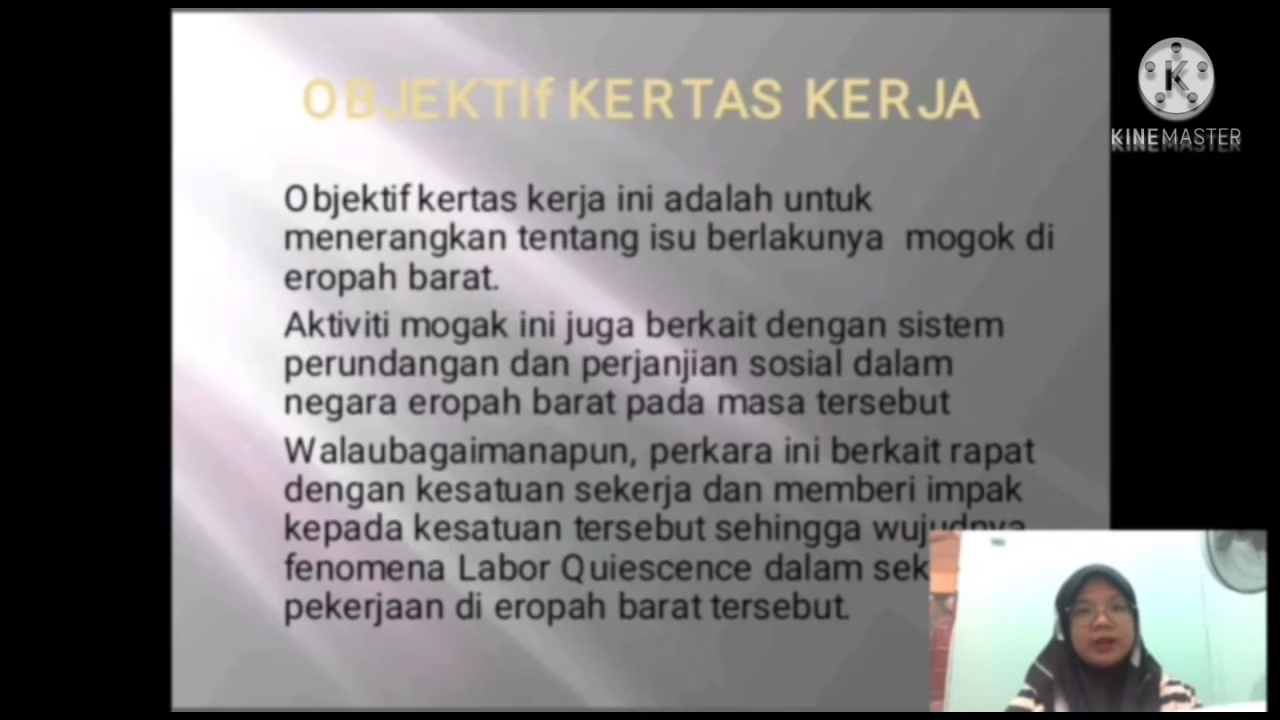 OBJEKTIf KERTAS KERJA
Objektif kertas kerja ini adalah untuk
menerangkan tentang isu berlakunya mogok di
eropah barat.
Aktiviti mogak ini juga berkait dengan sistem
perundangan dan perjanjian sosial dalam
negara eropah barat pada masa tersebut
Walaubagaimanapun, perkara ini berkait rapat
dengan kesatuan sekerja dan memberi impak
kepada kesatuan tersebut sehingga wujudnya
fenomena Labor Quiescence dalam
pekerjaan di eropah barat tersebut.
K
KINEMASTER